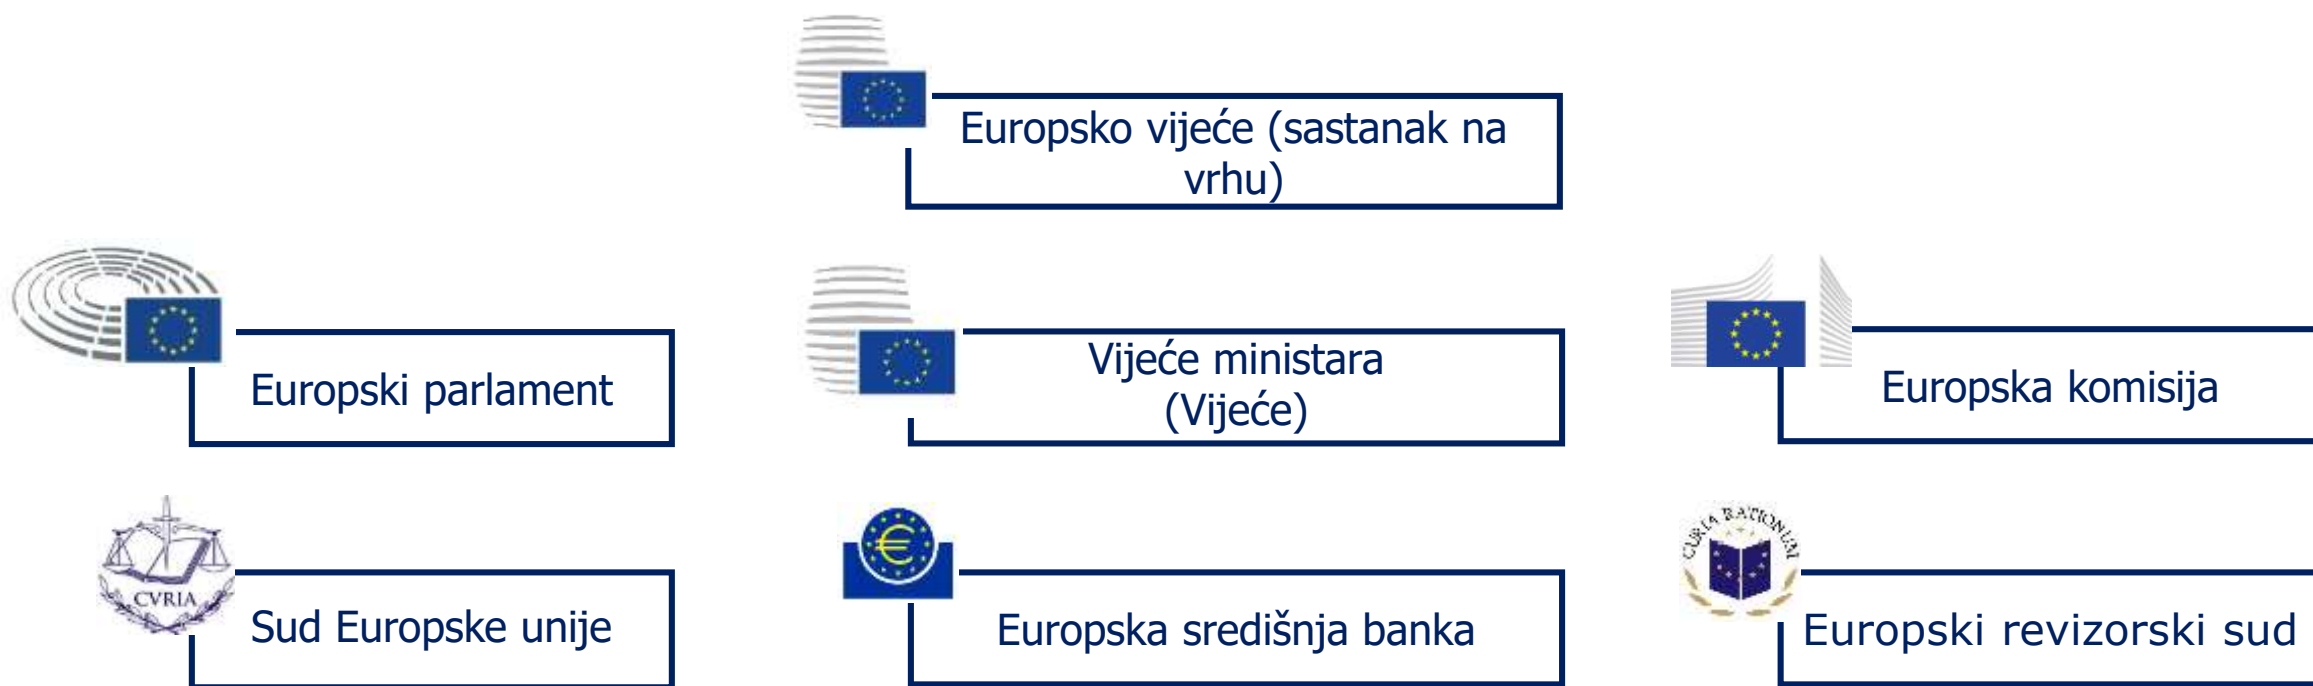 Europsko vijeće (sastanak na
vrhu)
Europski parlament
Vijeće ministara
(Vijeće)
Europska komisija
CVRIA
Sud Europske unije
€
Europska središnja banka
CURIA RATIONUM
Europski revizorski sud